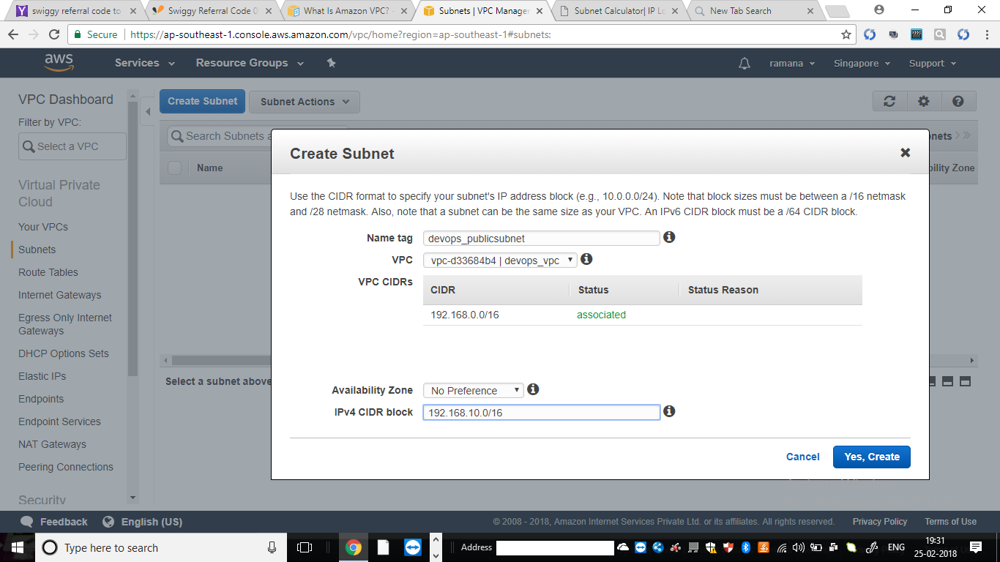 swiggy referral code to
Swiggy Referral Code 0
What Is Amazon VPC? -
Subnets | VPC Manager
Subnet Calculator| IP Lo
New Tab Search
Secure
https://ap-southeast-1.console.aws.amazon.com/vpc/home?region=ap-southeast-1#subnets:
aws
Services
Resource Groups
ramana
Singapore
Support
VPC Dashboard
Filter by VPC:
Select a VPC
Virtual Private
Cloud
Your VPCs
Subnets
Route Tables
Internet Gateways
Egress Only Internet
Gateways
DHCP Options Sets
Elastic IPs
Endpoints
Endpoint Services
NAT Gateways
Peering Connections
Security
Create Subnet
Subnet Actions
Search Subnets a
nets
Name
bility Zone
Select a subnet above
Create Subnet
Use the CIDR format to specify your subnet's IP address block (e.g., 10.0.0.0/24). Note that block sizes must be between a /16 netmask
and /28 netmask. Also, note that a subnet can be the same size as your VPC. An IPv6 CIDR block must be a /64 CIDR block.
Name tag devops_publicsubnet
VPC vpc-d33684b4 | devops_vpc
VPC CIDRs
CIDR Status Status Reason
192.168.0.0/16 associated
Availability Zone No Preference
IPv4 CIDR block 192.168.10.0/16
Cancel Yes, Create
Feedback
English (US)
© 2008 - 2018, Amazon Internet Services Private Ltd. or its affiliates. All rights reserved.
Privacy Policy
Terms of Use
Type here to search
Address
ENG
19:31
25-02-2018